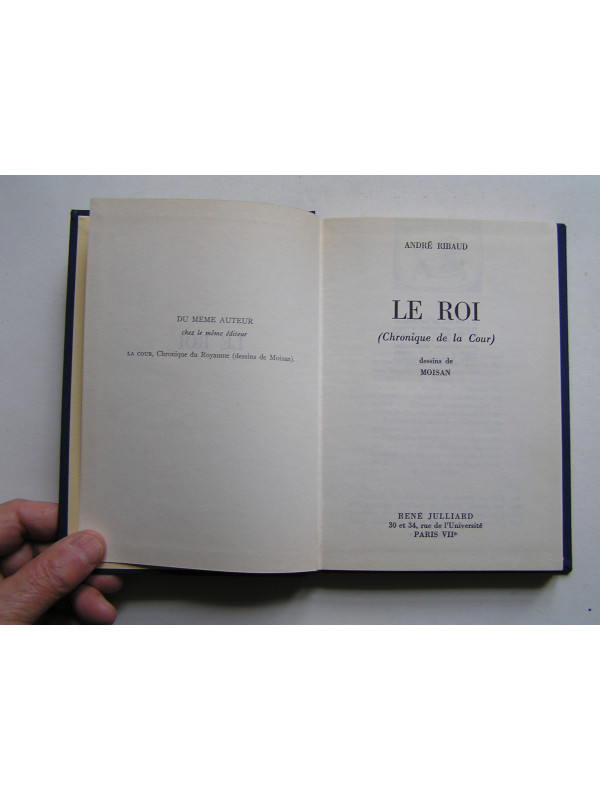 DU MEME AUTEUR
chez le même éditeur
LA COUR, Chronique du Royaume (dessins de Moisan).
ANDRÉ RIBAUD
LE ROI
(Chronique de la Cour)
dessins de
MOISAN
RENÉ JULLIARD
30 et 34, rue de l'Université
PARIS VIIe